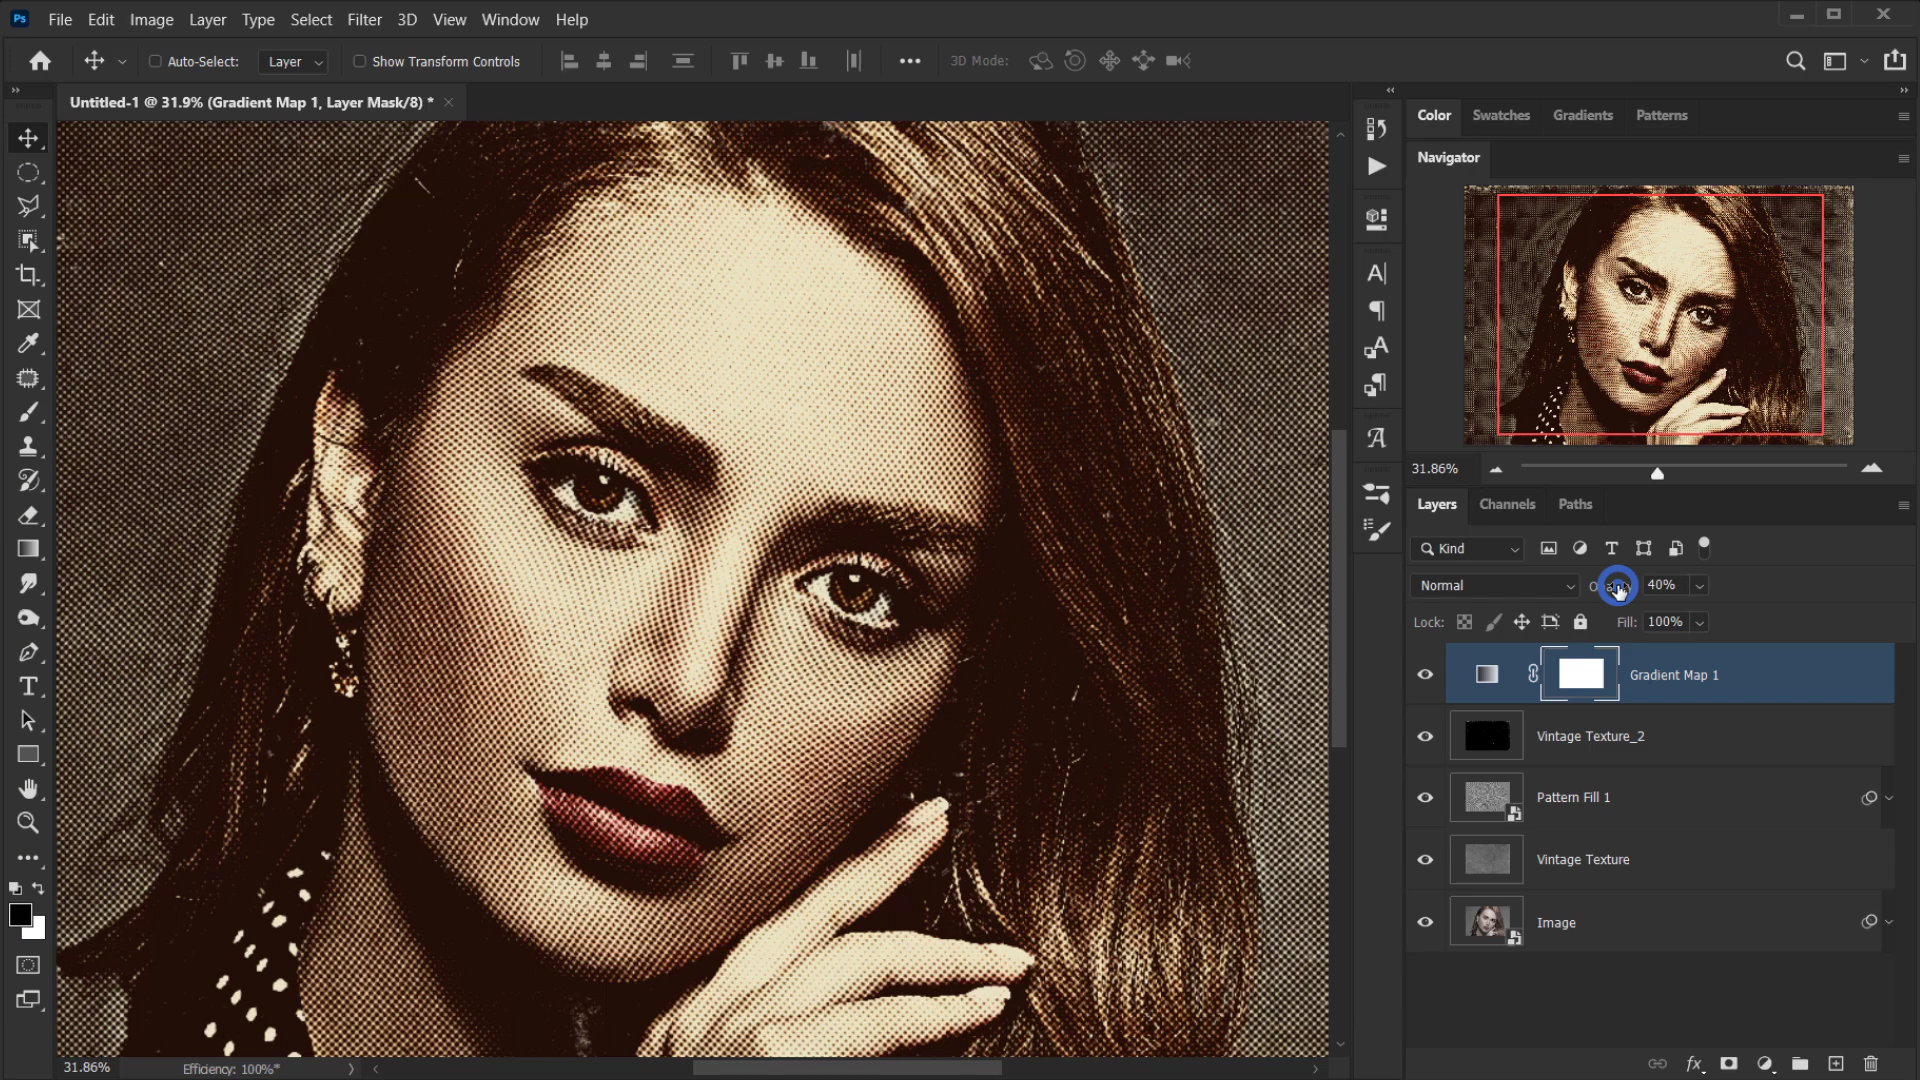 Ps File Edit Image Layer Type Select Filter 3D View Window Help
Auto-Select: Layer Show Transform Controls 3D Mode:
Untitled-1 @ 31.9% (Gradient Map 1, Layer Mask/8) *
Color Swatches Gradients Patterns
Navigator
31.86%
Layers Channels Paths
Kind
Normal 40%
Lock: Fill: 100%
Gradient Map 1
Vintage Texture_2
Pattern Fill 1
Vintage Texture
Image
fx
31.86% Efficiency: 100%*